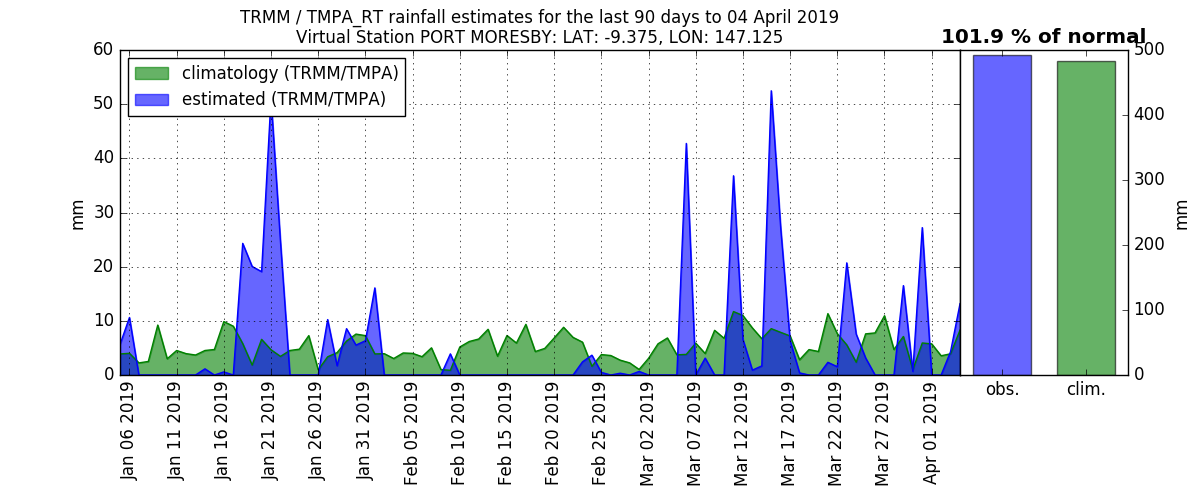 TRMM / TMPA_RT rainfall estimates for the last 90 days to 04 April 2019
Virtual Station PORT MORESBY: LAT: -9.375, LON: 147.125
101.9 % of normal
climatology (TRMM/TMPA)
estimated (TRMM/TMPA)
60
50
40
30
20
10
0
mm
Jan 06 2019
Jan 11 2019
Jan 16 2019
Jan 21 2019
Jan 26 2019
Jan 31 2019
Feb 05 2019
Feb 10 2019
Feb 15 2019
Feb 20 2019
Feb 25 2019
Mar 02 2019
Mar 07 2019
Mar 12 2019
Mar 17 2019
Mar 22 2019
Mar 27 2019
Apr 01 2019
obs.
clim.
500
400
300
200
100
0
mm